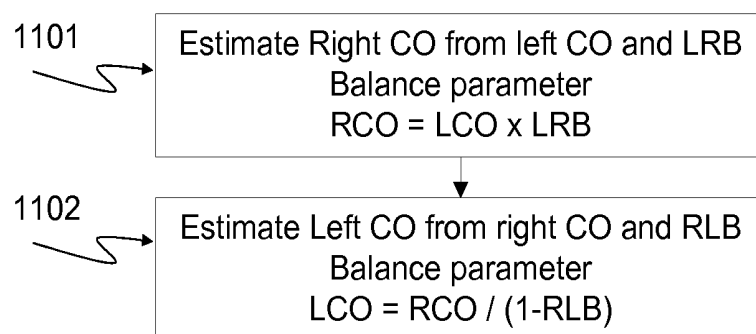 1101
Estimate Right CO from left CO and LRB
Balance parameter
RCO = LCO x LRB
1102
Estimate Left CO from right CO and RLB
Balance parameter
LCO = RCO / (1-RLB)